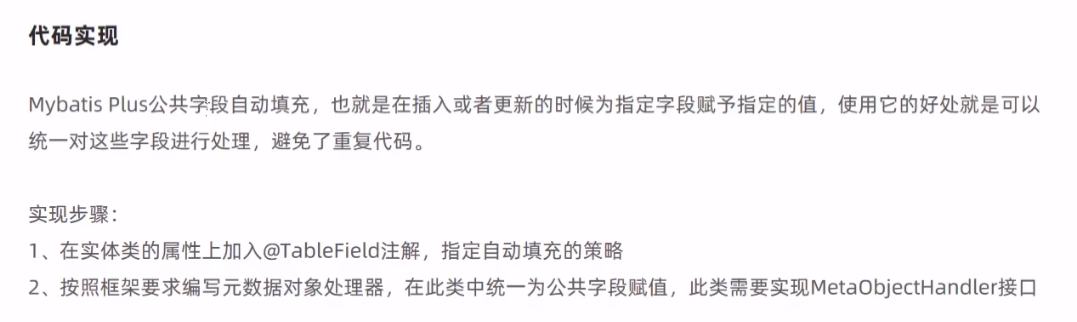 代码实现
Mybatis Plus公共字段自动填充，也就是在插入或者更新的时候为指定字段赋予指定的值，使用它的好处就是可以
统一对这些字段进行处理，避免了重复代码。
实现步骤：
1、在实体类的属性上加入@TableField注解，指定自动填充的策略
2、按照框架要求编写元数据对象处理器，在此类中统一为公共字段赋值，此类需要实现MetaObjectHandler接口